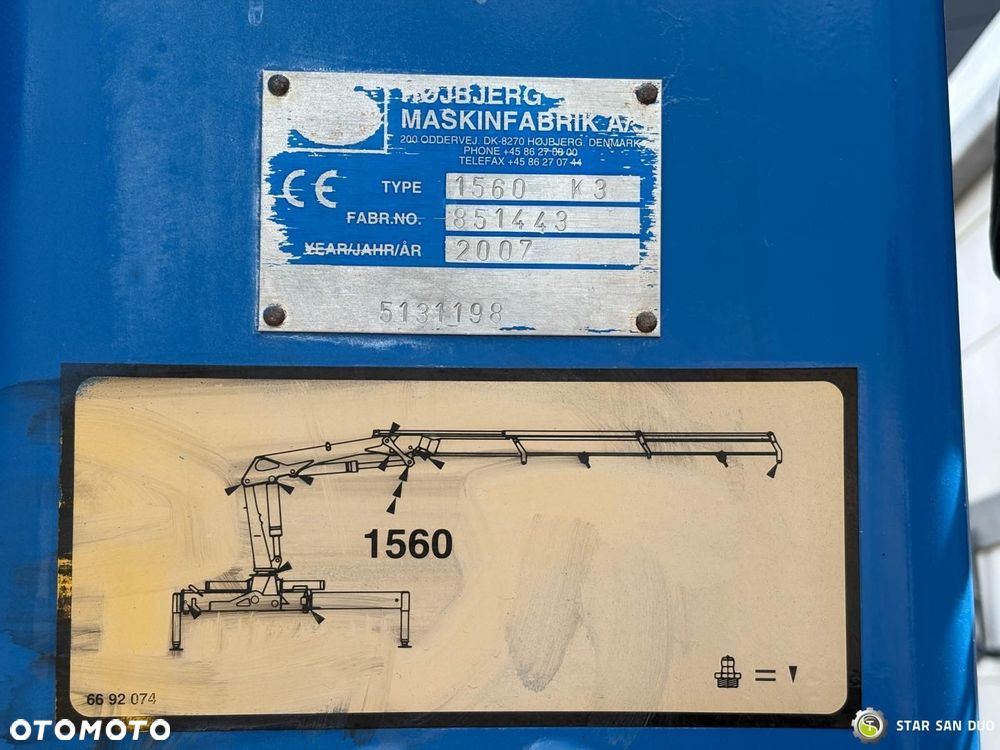 HØJBJERG
MASKINFABRIK A/S
200 ODDERVEJ. DK-8270 HØJBJERG. DENMARK
PHONE +45 86 27 08 00
TELEFAX +45 86 27 07 44
CE
TYPE 1560 K3
FABR.NO. 851443
YEAR/JAHR/ÅR 2007
5131198
1560
66 92 074
=
OTOMOTO
STAR SAN DUO